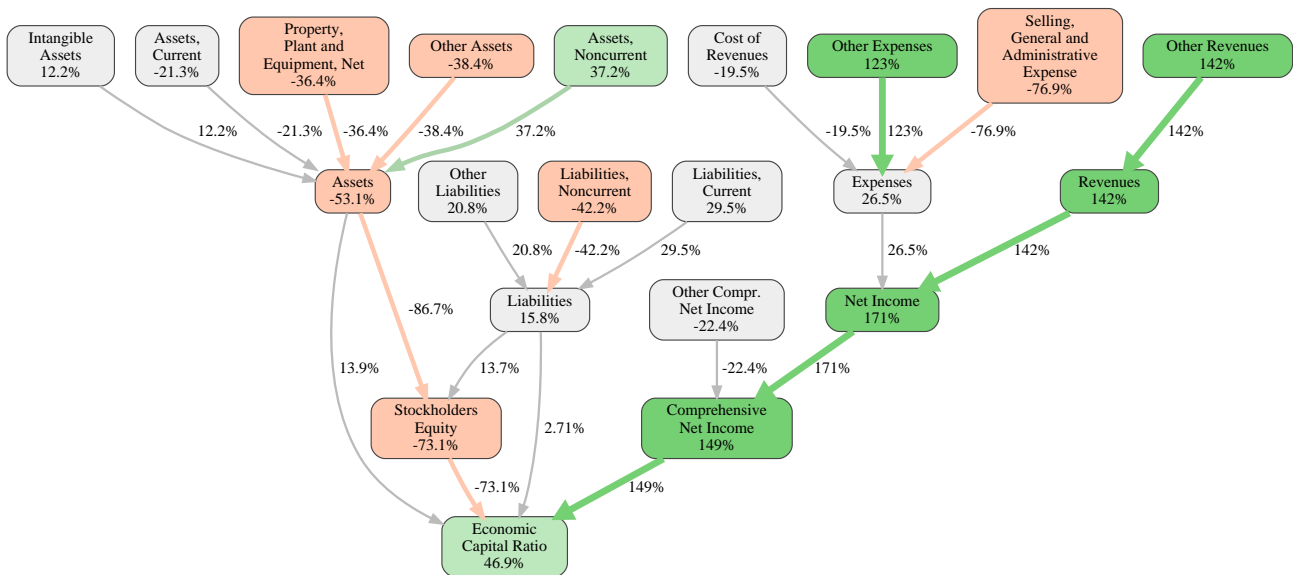 Intangible
Assets
12.2%
Assets,
Current
-21.3%
Property,
Plant and
Equipment, Net
-36.4%
Other Assets
-38.4%
Assets,
Noncurrent
37.2%
Cost of
Revenues
-19.5%
Other Expenses
123%
Selling,
General and
Administrative
Expense
-76.9%
Other Revenues
142%
12.2%
-21.3%
-36.4%
-38.4%
37.2%
-19.5%
123%
-76.9%
142%
Assets
-53.1%
Other
Liabilities
20.8%
Liabilities,
Noncurrent
-42.2%
Liabilities,
Current
29.5%
Expenses
26.5%
Revenues
142%
20.8%
-42.2%
29.5%
26.5%
142%
-86.7%
Liabilities
15.8%
Other Compr.
Net Income
-22.4%
Net Income
171%
13.9%
13.7%
-22.4%
171%
Stockholders
Equity
-73.1%
2.71%
Comprehensive
Net Income
149%
-73.1%
149%
Economic
Capital Ratio
46.9%